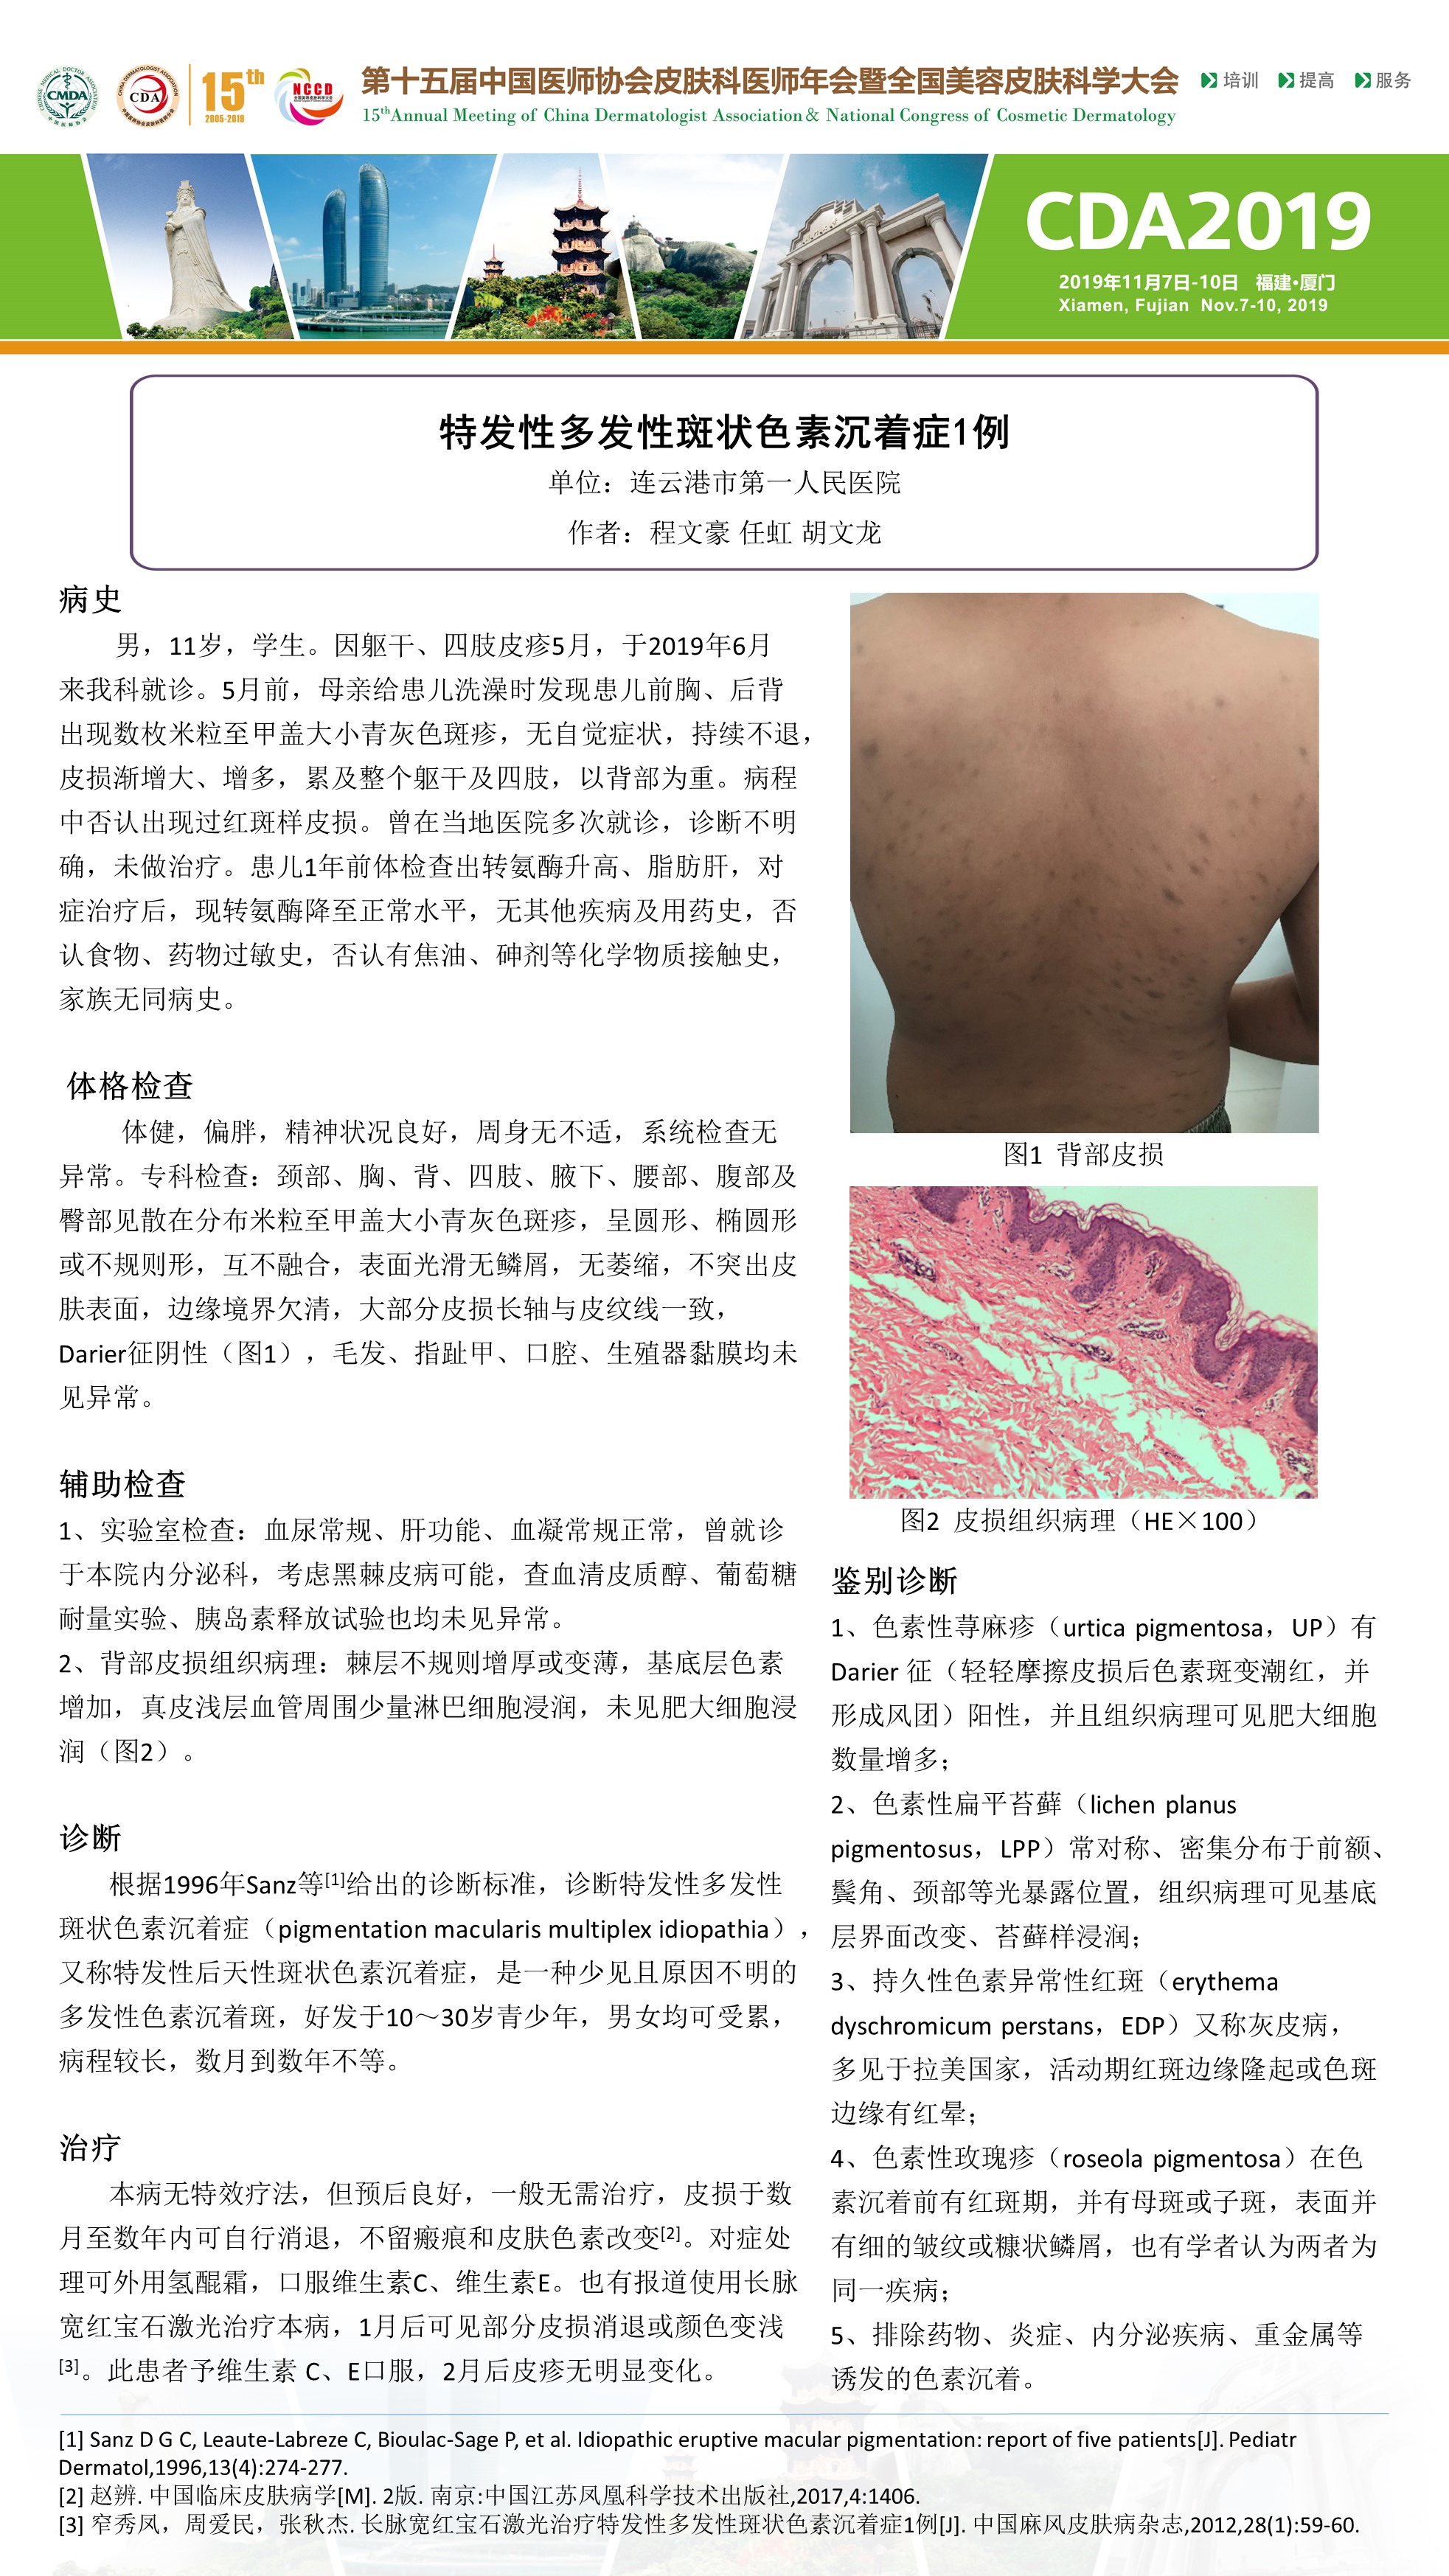 CMDA
CDA
15th
2005-2019
NCCD
第十五届中国医师协会皮肤科医师年会暨全国美容皮肤科学大会
15thAnnual Meeting of China Dermatologist Association& National Congress of Cosmetic Dermatology
培训 提高 服务
CDA2019
2019年11月7日-10日 福建·厦门
Xiamen, Fujian Nov.7-10, 2019
特发性多发性斑状色素沉着症1例
单位：连云港市第一人民医院
作者：程文豪 任虹 胡文龙
病史
男，11岁，学生。因躯干、四肢皮疹5月，于2019年6月
来我科就诊。5月前，母亲给患儿洗澡时发现患儿前胸、后背
出现数枚米粒至甲盖大小青灰色斑疹，无自觉症状，持续不退，
皮损渐增大、增多，累及整个躯干及四肢，以背部为重。病程
中否认出现过红斑样皮损。曾在当地医院多次就诊，诊断不明
确，未做治疗。患儿1年前体检查出转氨酶升高、脂肪肝，对
症治疗后，现转氨酶降至正常水平，无其他疾病及用药史，否
认食物、药物过敏史，否认有焦油、砷剂等化学物质接触史，
家族无同病史。
体格检查
体健，偏胖，精神状况良好，周身无不适，系统检查无
异常。专科检查：颈部、胸、背、四肢、腋下、腰部、腹部及
臀部见散在分布米粒至甲盖大小青灰色斑疹，呈圆形、椭圆形
或不规则形，互不融合，表面光滑无鳞屑，无萎缩，不突出皮
肤表面，边缘境界欠清，大部分皮损长轴与皮纹线一致，
Darier征阴性（图1），毛发、指趾甲、口腔、生殖器黏膜均未
见异常。
辅助检查
1、实验室检查：血尿常规、肝功能、血凝常规正常，曾就诊
于本院内分泌科，考虑黑棘皮病可能，查血清皮质醇、葡萄糖
耐量实验、胰岛素释放试验也均未见异常。
2、背部皮损组织病理：棘层不规则增厚或变薄，基底层色素
增加，真皮浅层血管周围少量淋巴细胞浸润，未见肥大细胞浸
润（图2）。
诊断
根据1996年Sanz等[1]给出的诊断标准，诊断特发性多发性
斑状色素沉着症（pigmentation macularis multiplex idiopathia），
又称特发性后天性斑状色素沉着症，是一种少见且原因不明的
多发性色素沉着斑，好发于10～30岁青少年，男女均可受累，
病程较长，数月到数年不等。
治疗
本病无特效疗法，但预后良好，一般无需治疗，皮损于数
月至数年内可自行消退，不留瘢痕和皮肤色素改变[2]。对症处
理可外用氢醌霜，口服维生素C、维生素E。也有报道使用长脉
宽红宝石激光治疗本病，1月后可见部分皮损消退或颜色变浅
[3]。此患者予维生素 C、E口服，2月后皮疹无明显变化。
图1 背部皮损
图2 皮损组织病理（HE×100）
鉴别诊断
1、色素性荨麻疹（urtica pigmentosa，UP）有
Darier 征（轻轻摩擦皮损后色素斑变潮红，并
形成风团）阳性，并且组织病理可见肥大细胞
数量增多；
2、色素性扁平苔藓（lichen planus
pigmentosus，LPP）常对称、密集分布于前额、
鬓角、颈部等光暴露位置，组织病理可见基底
层界面改变、苔藓样浸润；
3、持久性色素异常性红斑（erythema
dyschromicum perstans，EDP）又称灰皮病，
多见于拉美国家，活动期红斑边缘隆起或色斑
边缘有红晕；
4、色素性玫瑰疹（roseola pigmentosa）在色
素沉着前有红斑期，并有母斑或子斑，表面并
有细的皱纹或糠状鳞屑，也有学者认为两者为
同一疾病；
5、排除药物、炎症、内分泌疾病、重金属等
诱发的色素沉着。
[1] Sanz D G C, Leaute-Labreze C, Bioulac-Sage P, et al. Idiopathic eruptive macular pigmentation: report of five patients[J]. Pediatr
Dermatol,1996,13(4):274-277.
[2] 赵辨. 中国临床皮肤病学[M]. 2版. 南京:中国江苏凤凰科学技术出版社,2017,4:1406.
[3] 窄秀凤，周爱民，张秋杰. 长脉宽红宝石激光治疗特发性多发性斑状色素沉着症1例[J]. 中国麻风皮肤病杂志,2012,28(1):59-60.